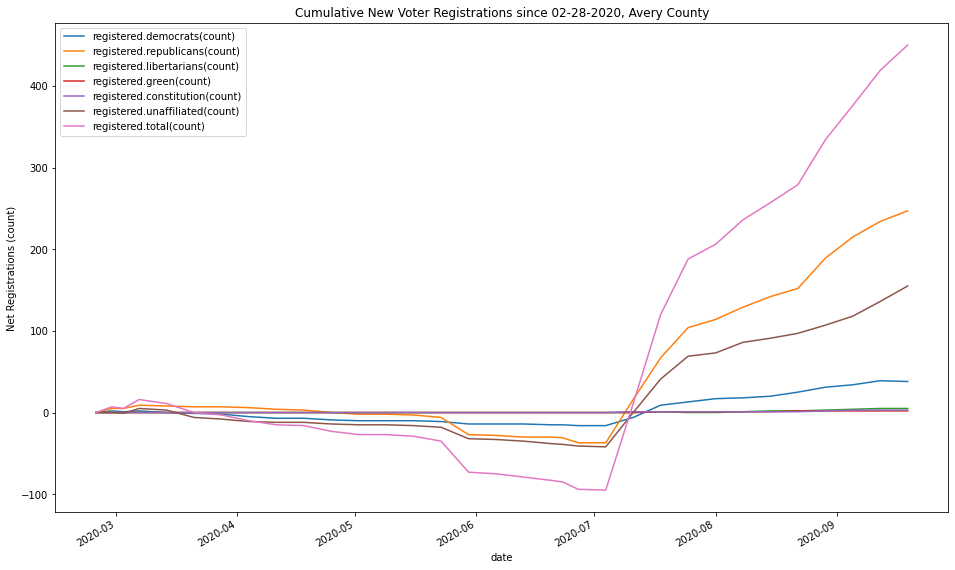 Cumulative New Voter Registrations since 02-28-2020, Avery County
registered.democrats(count)
registered.republicans(count)
registered.libertarians(count)
registered.green(count)
registered.constitution(count)
registered.unaffiliated(count)
registered.total(count)
Net Registrations (count)
400
300
200
100
0
−100
2020-03
2020-04
2020-05
2020-06
2020-07
2020-08
2020-09
date